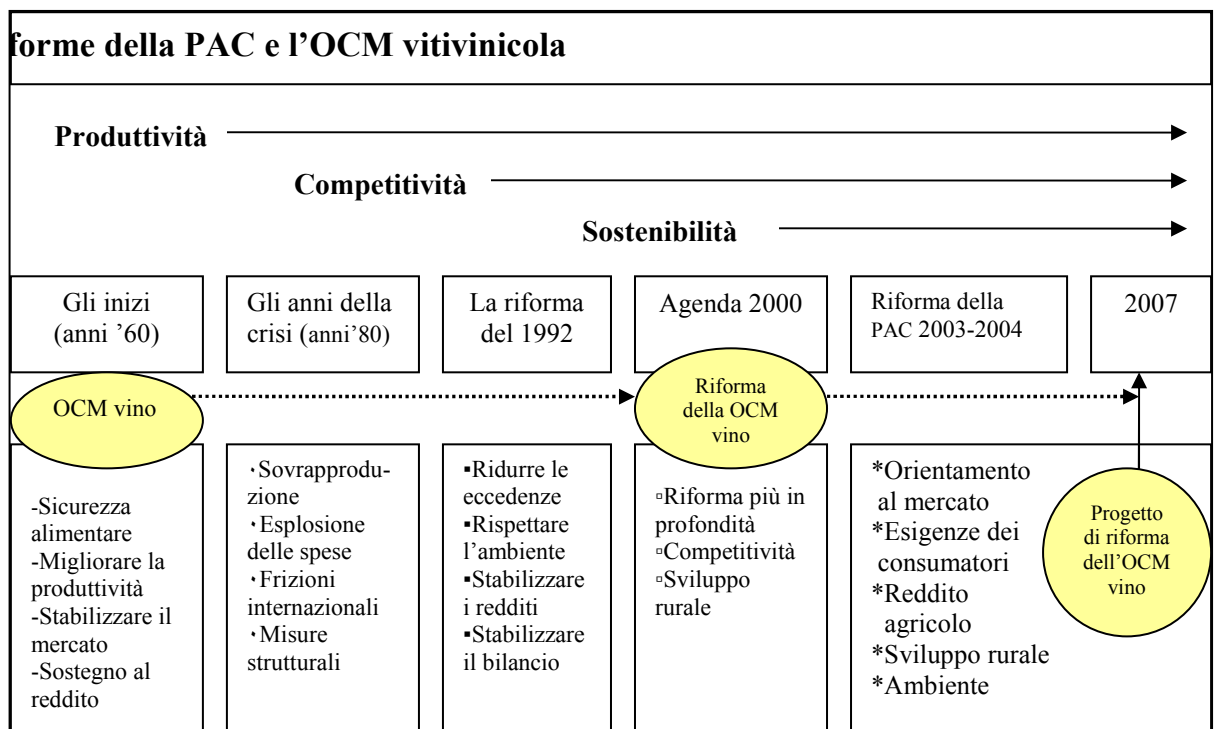 forme della PAC e l'OCM vitivinicola
Produttività
Competitività
Sostenibilità
Gli inizi
(anni '60)
Gli anni della
crisi (anni'80)
La riforma
del 1992
Agenda 2000
Riforma della
PAC 2003-2004
2007
OCM vino
Riforma
della OCM
vino
-Sicurezza
alimentare
-Migliorare la
produttività
-Stabilizzare il
mercato
-Sostegno al
reddito
·Sovrapprodu-
zione
·Esplosione
delle spese
·Frizioni
internazionali
·Misure
strutturali
▪Ridurre le
eccedenze
▪Rispettare
l'ambiente
▪Stabilizzare
i redditi
▪Stabilizzare
il bilancio
▫Riforma più in
profondità
▫Competitività
▫Sviluppo
rurale
*Orientamento
al mercato
*Esigenze dei
consumatori
*Reddito
agricolo
*Sviluppo rurale
*Ambiente
Progetto
di riforma
dell'OCM
vino